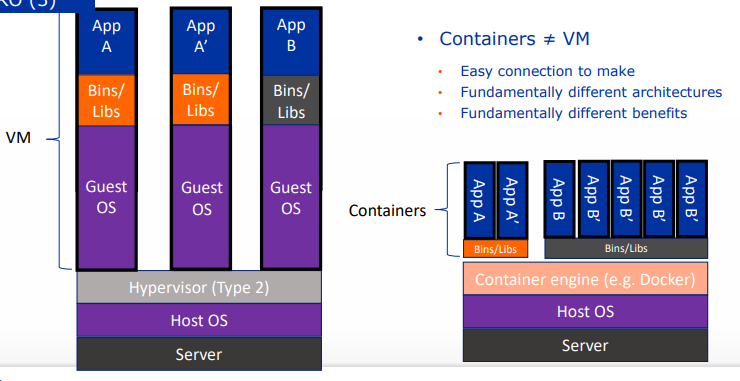 App
A
App
A'
App
B
Bins/
Libs
Bins/
Libs
Bins/
Libs
VM
Guest
OS
Guest
OS
Guest
OS
Hypervisor (Type 2)
Host OS
Server
• Containers ≠ VM
• Easy connection to make
• Fundamentally different architectures
• Fundamentally different benefits
Containers
App A
App A'
App B
App B'
App B'
App B'
App B'
Bins/Libs
Bins/Libs
Container engine (e.g. Docker)
Host OS
Server